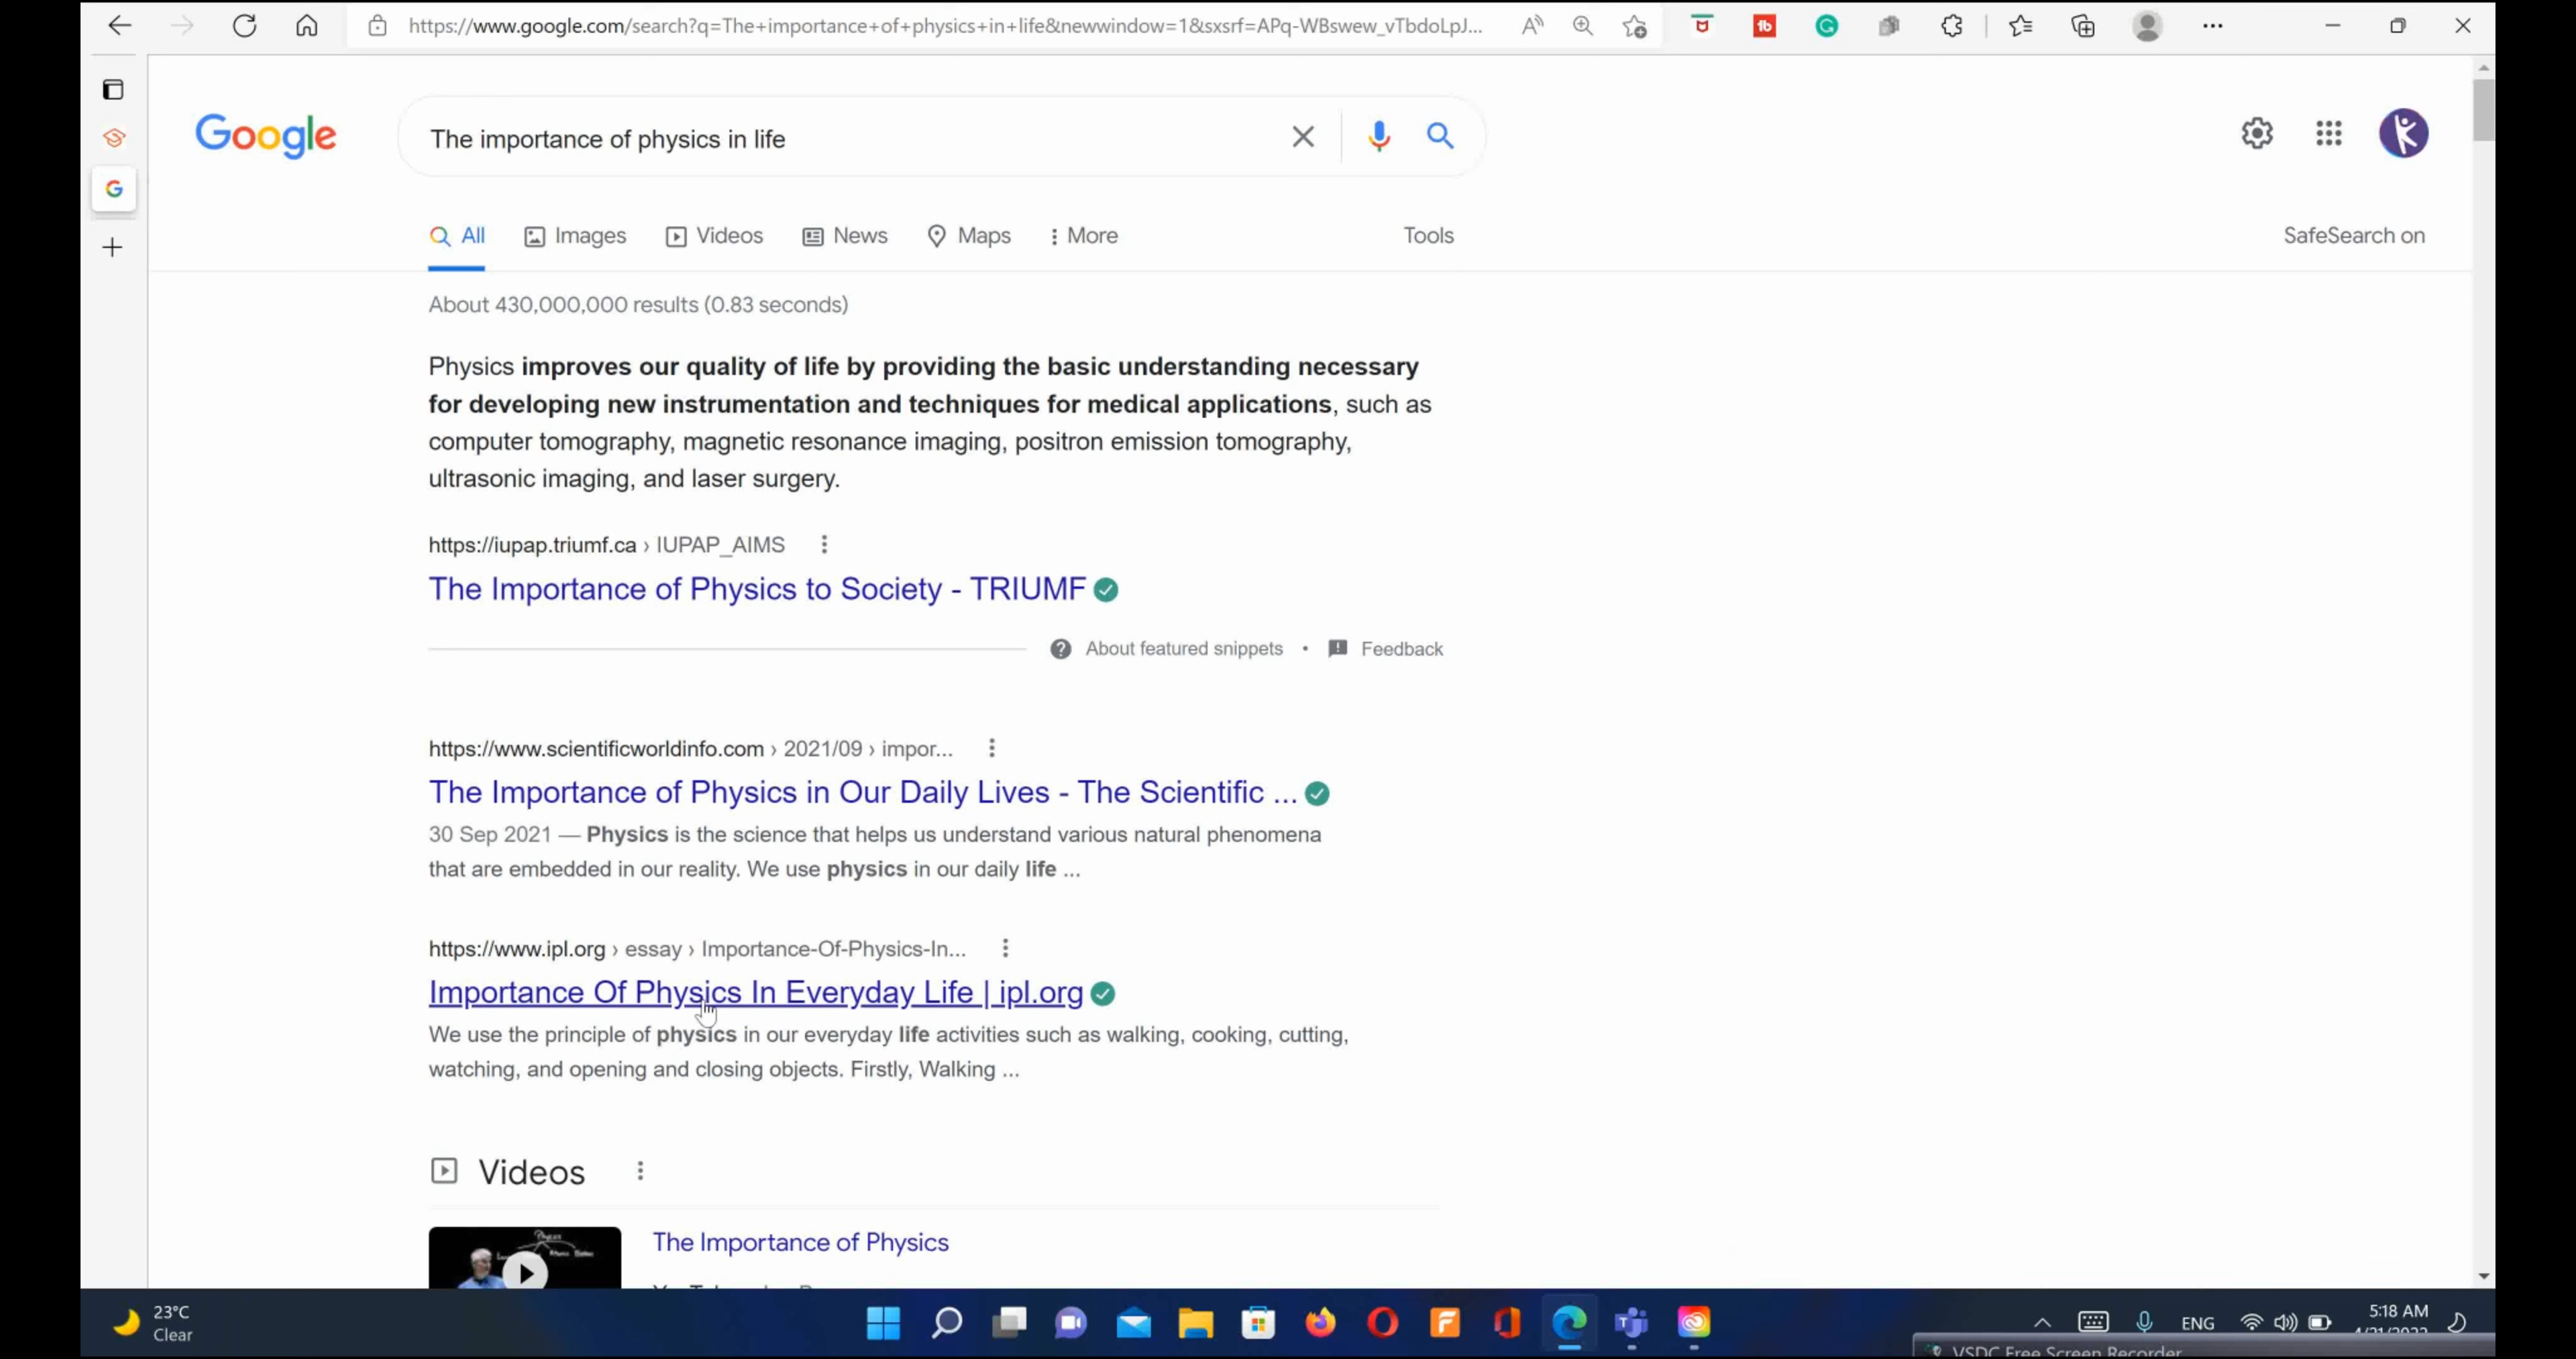 https://www.google.com/search?q=The+importance+of+physics+in+life&newwindow=1&sxsrf=APq-WBswew_vTbdoLpJ...
Google
The importance of physics in life
All Images Videos News Maps More Tools SafeSearch on
About 430,000,000 results (0.83 seconds)
Physics improves our quality of life by providing the basic understanding necessary
for developing new instrumentation and techniques for medical applications, such as
computer tomography, magnetic resonance imaging, positron emission tomography,
ultrasonic imaging, and laser surgery.
https://iupap.triumf.ca › IUPAP_AIMS
The Importance of Physics to Society - TRIUMF
About featured snippets • Feedback
https://www.scientificworldinfo.com › 2021/09 › impor...
The Importance of Physics in Our Daily Lives - The Scientific ...
30 Sep 2021 — Physics is the science that helps us understand various natural phenomena
that are embedded in our reality. We use physics in our daily life ...
https://www.ipl.org › essay › Importance-Of-Physics-In...
Importance Of Physics In Everyday Life | ipl.org
We use the principle of physics in our everyday life activities such as walking, cooking, cutting,
watching, and opening and closing objects. Firstly, Walking ...
Videos
The Importance of Physics
23°C
Clear
ENG
5:18 AM
VSDC Free Screen Recorder